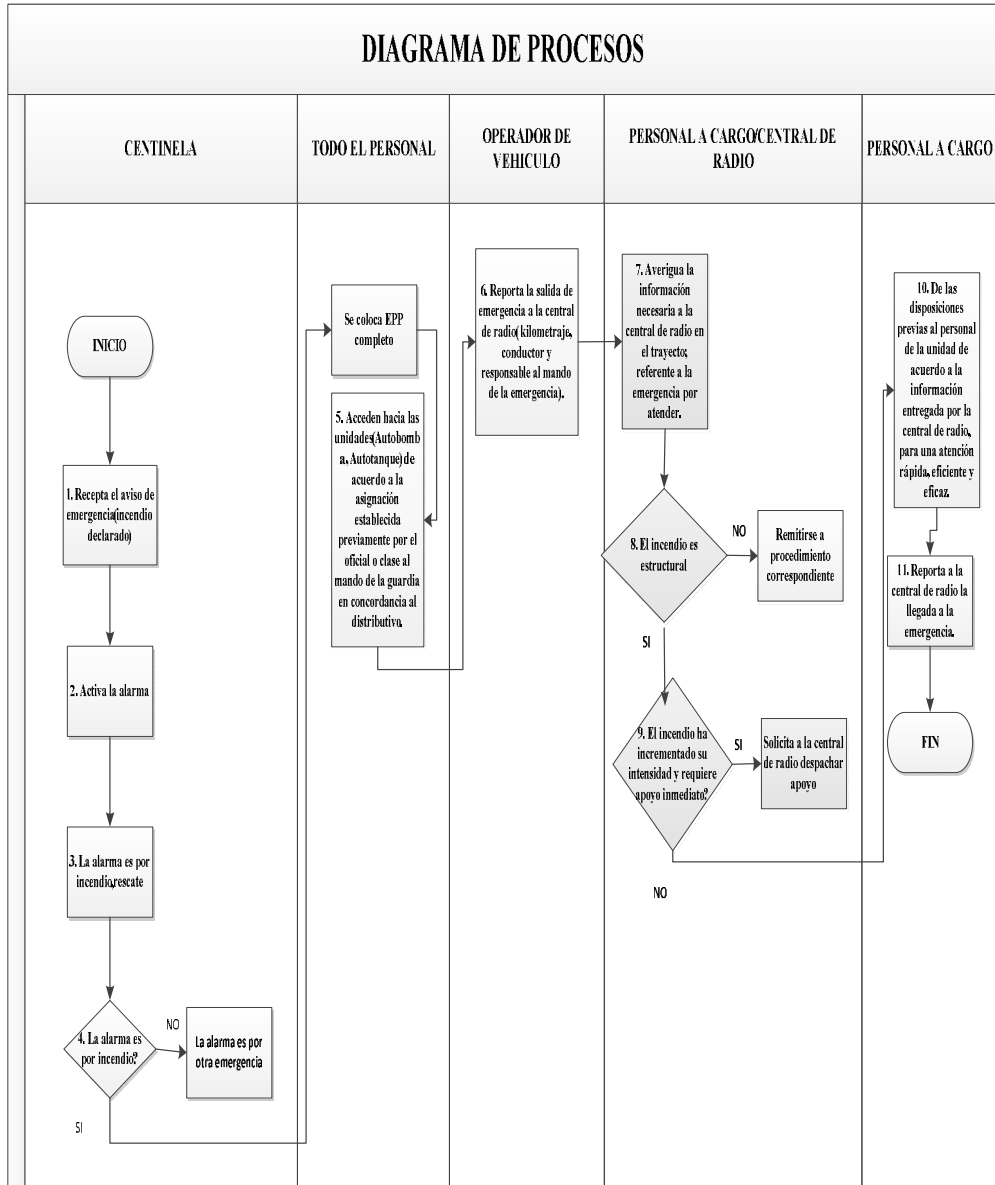 DIAGRAMA DE PROCESOS
CENTINELA
TODO EL PERSONAL
OPERADOR DE
VEHICULO
PERSONAL A CARGO/CENTRAL DE
RADIO
PERSONAL A CARGO
INICIO
1. Recepta el aviso de
emergencia(incendio
declarado)
2. Activa la alarma
3. La alarma es por
incendio,rescate
4. La alarma es
por incendio?
NO
La alarma es por
otra emergencia
SI
Se coloca EPP
completo
5. Acceden hacia las
unidades(Autobomb
a, Autotanque) de
acuerdo a la
asignación
establecida
previamente por el
oficial o clase al
mando de la guardia
en concordancia al
distributivo.
6. Reporta la salida de
emergencia a la central
de radio( kilometraje,
conductor y
responsable al mando
de la emergencia).
7. Averigua la
información
necesaria a la
central de radio en
el trayecto;
referente a la
emergencia por
atender.
8. El incendio es
estructural
NO
Remitirse a
procedimiento
correspondiente
SI
9. El incendio ha
incrementado su
intensidad y requiere
apoyo inmediato?
SI
Solicita a la central
de radio despachar
apoyo
NO
10. De las
disposiciones
previas al personal
de la unidad de
acuerdo a la
información
entregada por la
central de radio,
para una atención
rápida, eficiente y
eficaz.
11. Reporta a la
central de radio la
llegada a la
emergencia.
FIN